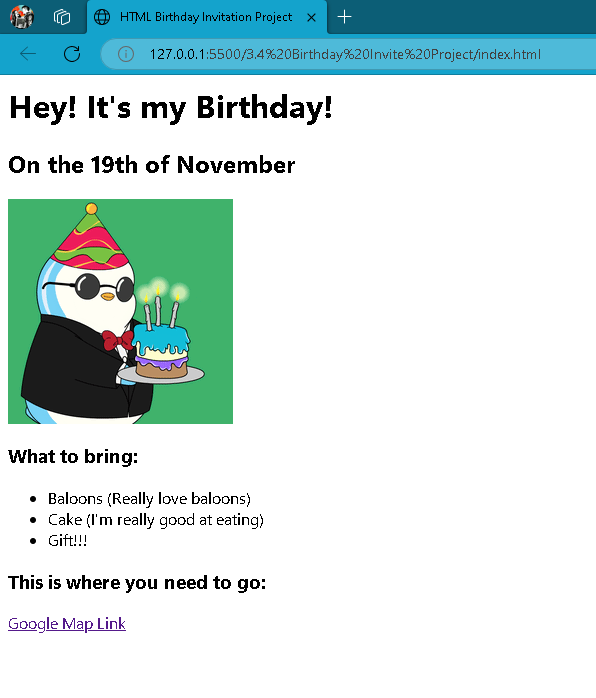 HTML Birthday Invitation Project
127.0.0.1:5500/3.4%20Birthday%20Invite%20Project/index.html
Hey! It's my Birthday!
On the 19th of November
What to bring:
Baloons (Really love baloons)
Cake (I'm really good at eating)
Gift!!!
This is where you need to go:
Google Map Link